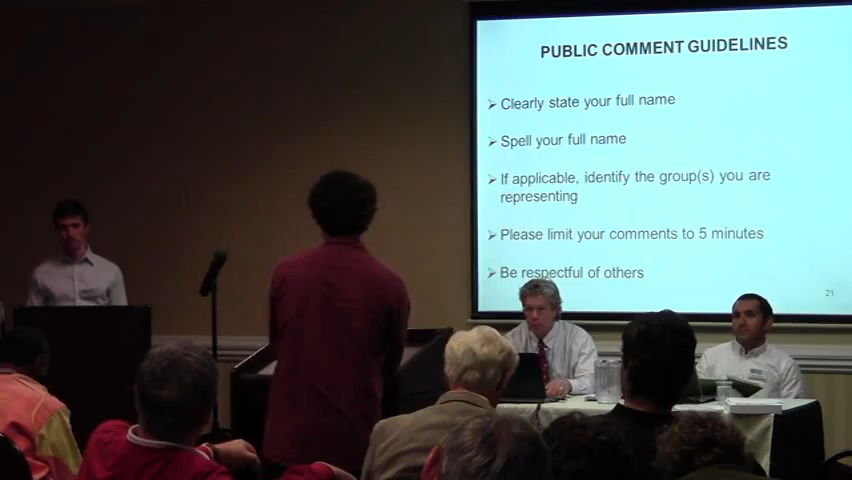 PUBLIC COMMENT GUIDELINES
➢ Clearly state your full name
➢ Spell your full name
➢ If applicable, identify the group(s) you are
representing
➢ Please limit your comments to 5 minutes
➢ Be respectful of others
21